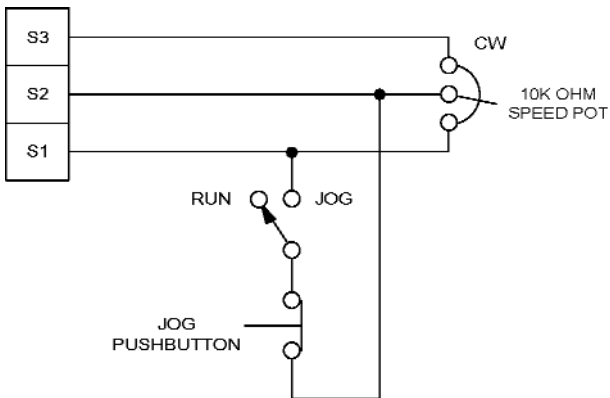 S3
CW
S2
10K OHM
SPEED POT
S1
RUN
JOG
JOG
PUSHBUTTON